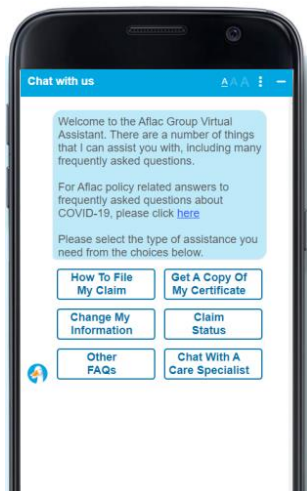 Chat with us AAA
Welcome to the Aflac Group Virtual
Assistant. There are a number of things
that I can assist you with, including many
frequently asked questions.
For Aflac policy related answers to
frequently asked questions about
COVID-19, please click here
Please select the type of assistance you
need from the choices below.
How To File
My Claim
Get A Copy Of
My Certificate
Change My
Information
Claim
Status
Other
FAQs
Chat With A
Care Specialist